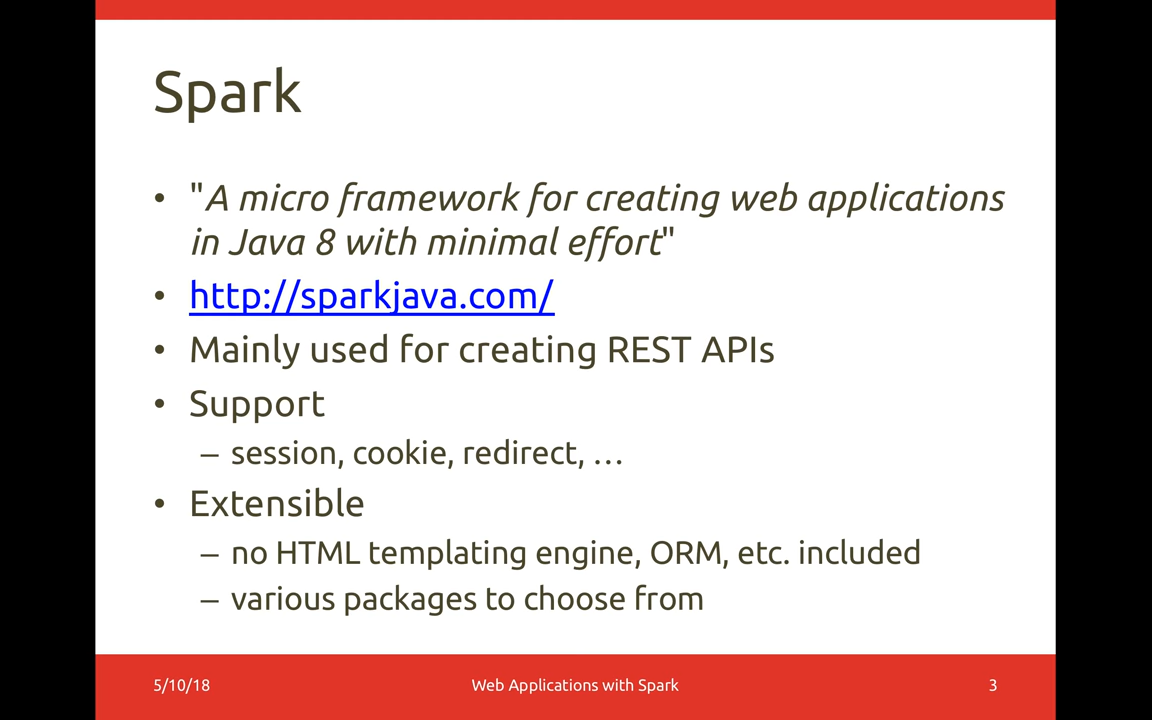 Spark
• "A micro framework for creating web applications
in Java 8 with minimal effort"
• http://sparkjava.com/
• Mainly used for creating REST APIs
• Support
– session, cookie, redirect, …
• Extensible
– no HTML templating engine, ORM, etc. included
– various packages to choose from
5/10/18 Web Applications with Spark 3